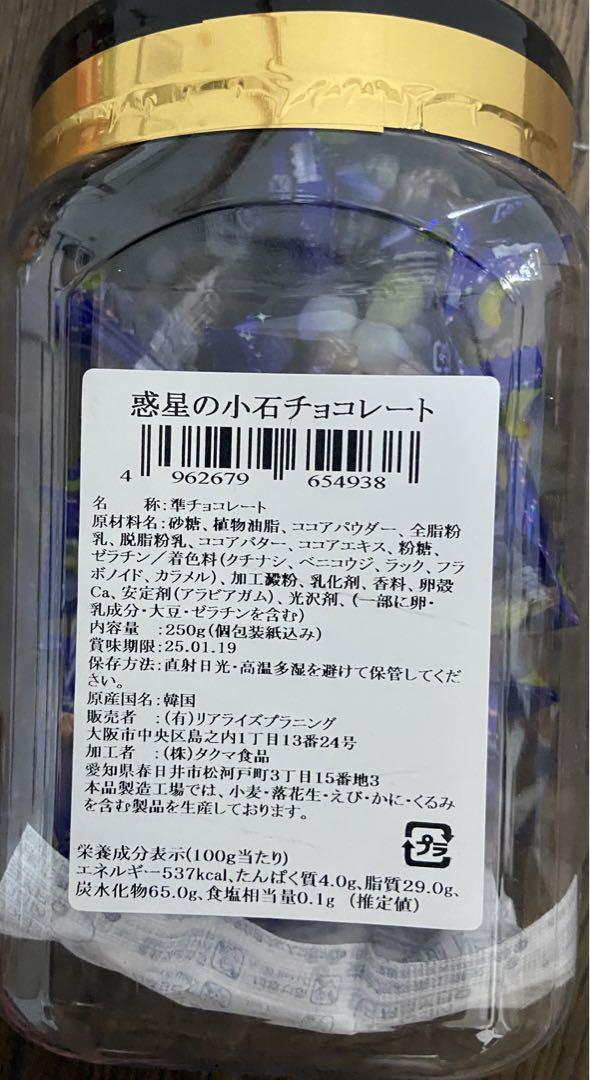 惑星の小石チョコレート
4 962679 654938
名　　称:準チョコレート
原材料名:砂糖、植物油脂、ココアパウダー、全脂粉
乳、脱脂粉乳、ココアバター、ココアエキス、粉糖、
ゼラチン／着色料(クチナシ、ベニコウジ、ラック、フラ
ボノイド、カラメル)、加工澱粉、乳化剤、香料、卵殻
Ca、安定剤(アラビアガム)、光沢剤、(一部に卵・
乳成分・大豆・ゼラチンを含む)
内容量　:250g(個包装紙込み)
賞味期限:25.01.19
保存方法:直射日光・高温多湿を避けて保管してくだ
さい。
原産国名:韓国
販売者　:(有)リアライズプラニング
大阪市中央区島之内1丁目13番24号
加工者　:(株)タクマ食品
愛知県春日井市松河戸町3丁目15番地3
本品製造工場では、小麦・落花生・えび・かに・くるみ
を含む製品を生産しております。
プラ
栄養成分表示(100g当たり)
エネルギー537kcal、たんぱく質4.0g、脂質29.0g、
炭水化物65.0g、食塩相当量0.1g (推定値)